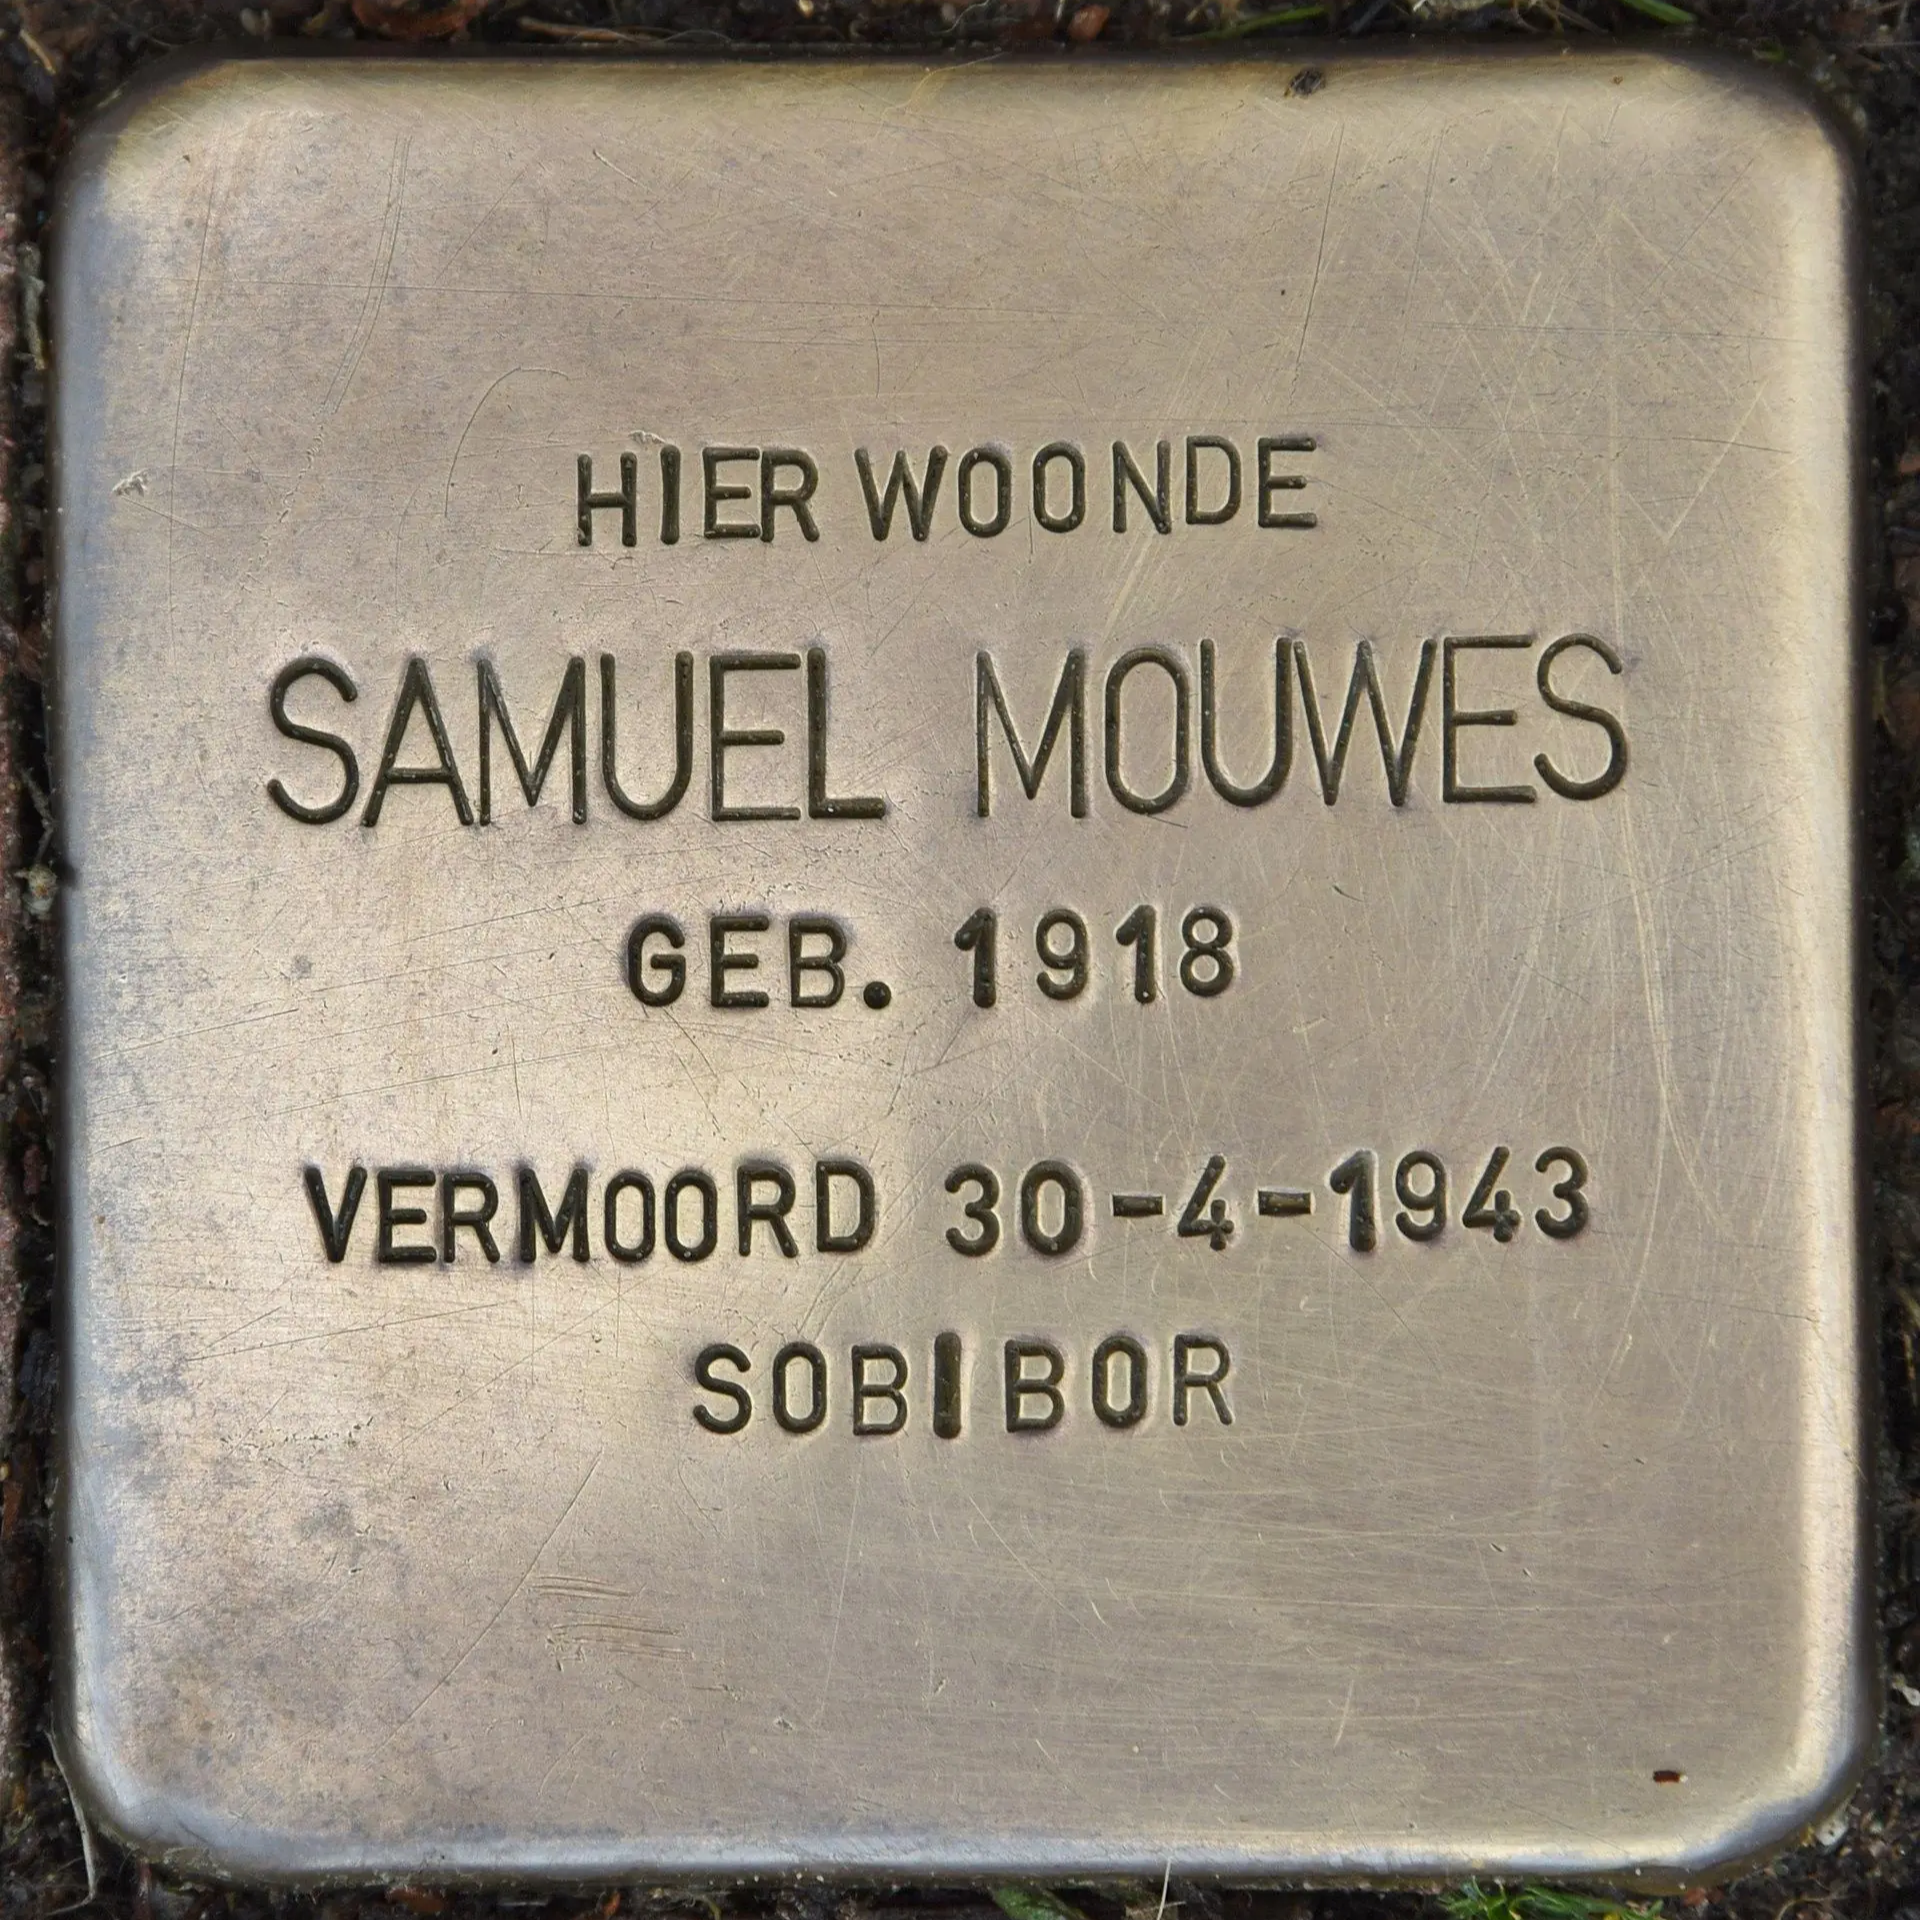 HIER WOONDE
SAMUEL MOUWES
GEB. 1918
VERMOORD 30-4-1943
SOBIBOR